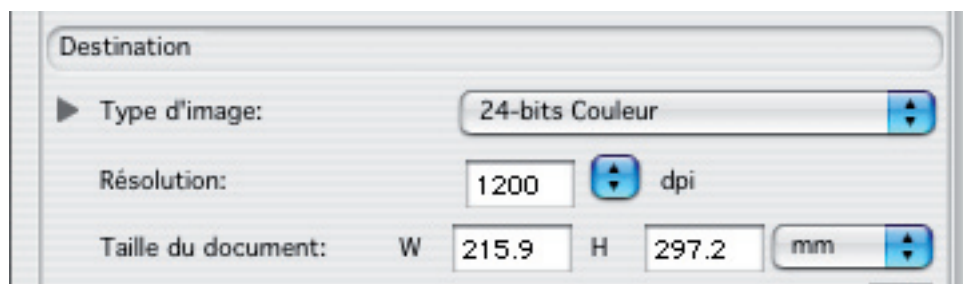 Destination
Type d'image: 24-bits Couleur
Résolution: 1200 dpi
Taille du document: W 215.9 H 297.2 mm